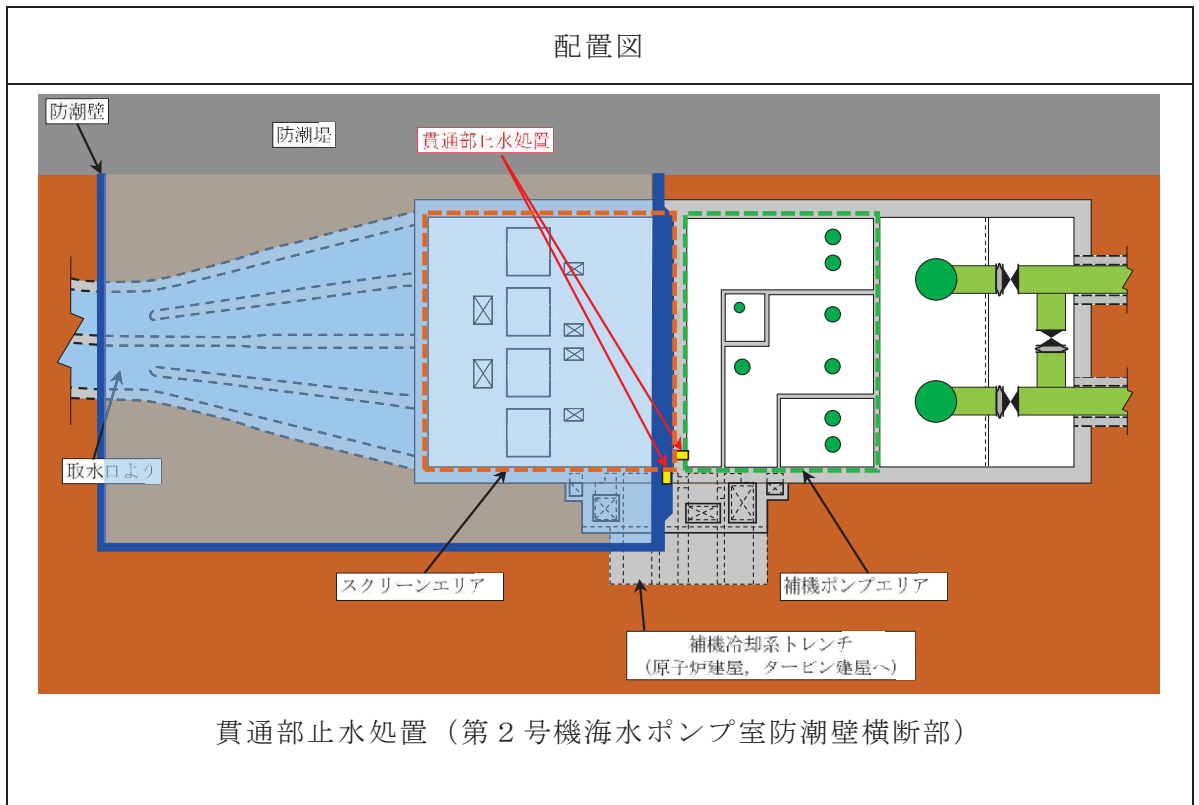 配置図
防潮壁
防潮堤
貫通部止水処置
取水口より
スクリーンエリア
補機ポンプエリア
補機冷却系トレンチ
(原子炉建屋,タービン建屋へ)
貫通部止水処置(第2号機海水ポンプ室防潮壁横断部)